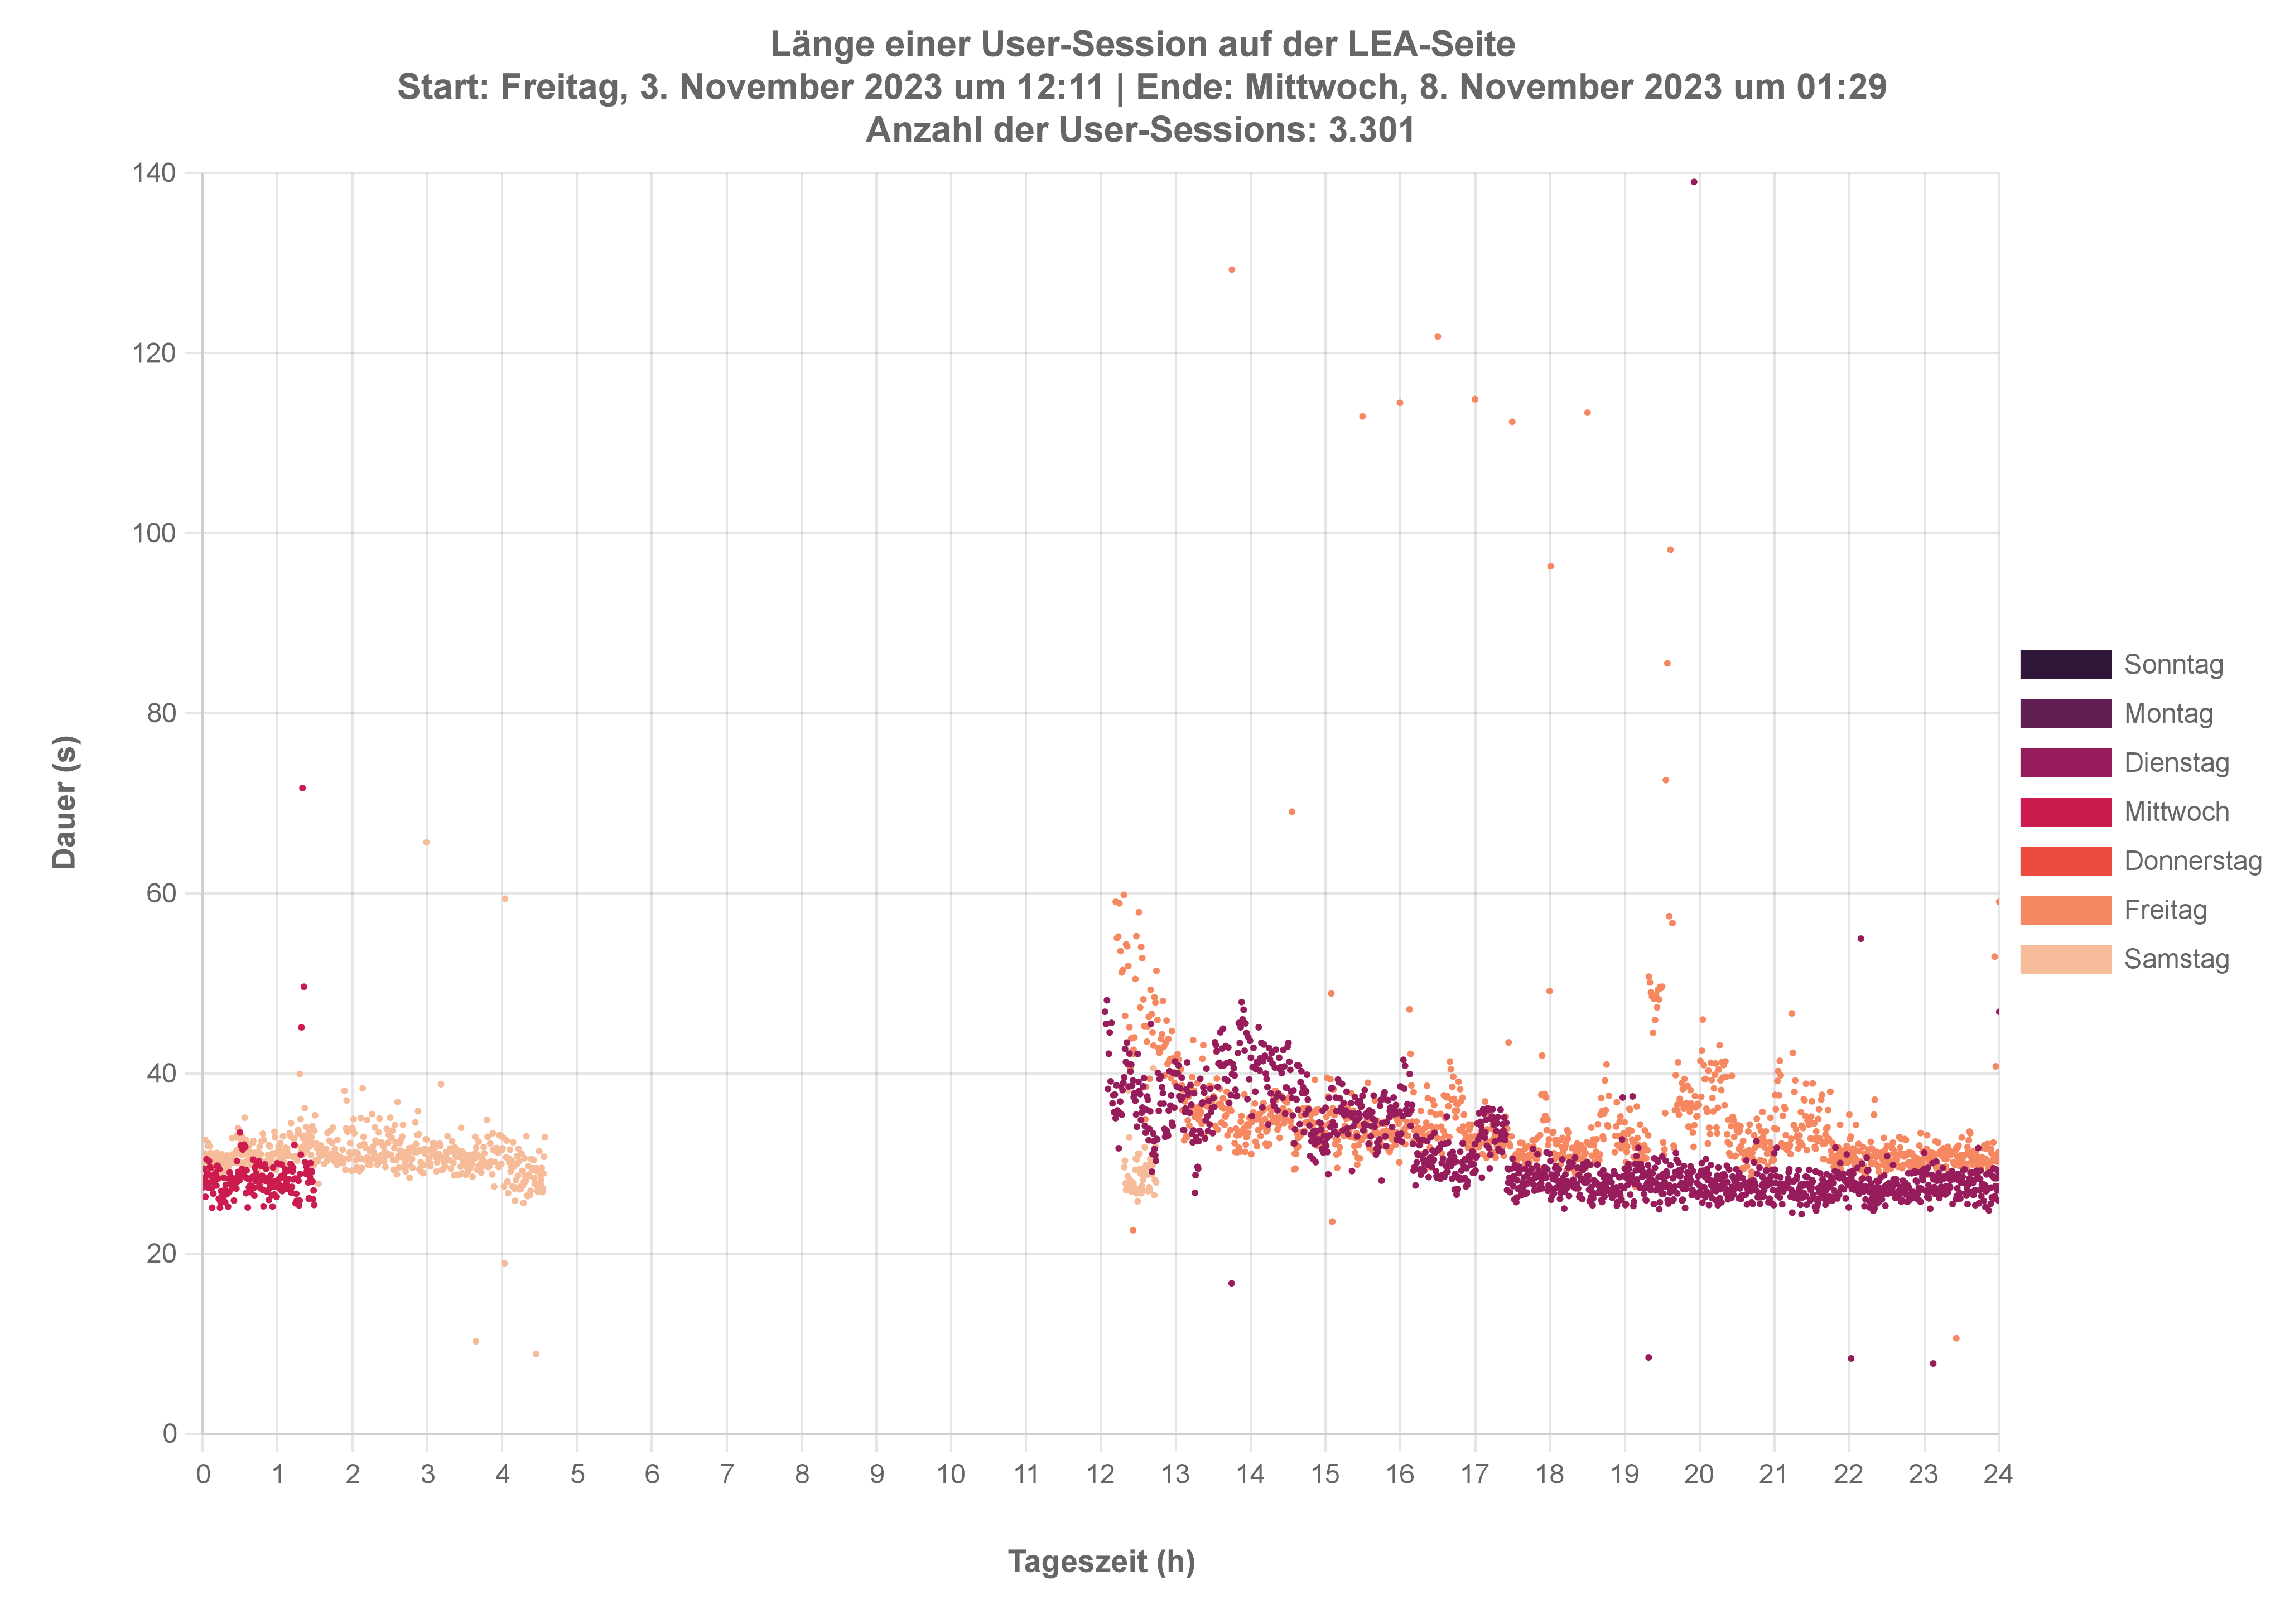 Länge einer User-Session auf der LEA-Seite
Start: Freitag, 3. November 2023 um 12:11 | Ende: Mittwoch, 8. November 2023 um 01:29
Anzahl der User-Sessions: 3.301
140
120
100
80
60
40
20
0
Dauer (s)
0 1 2 3 4 5 6 7 8 9 10 11 12 13 14 15 16 17 18 19 20 21 22 23 24
Tageszeit (h)
Sonntag
Montag
Dienstag
Mittwoch
Donnerstag
Freitag
Samstag